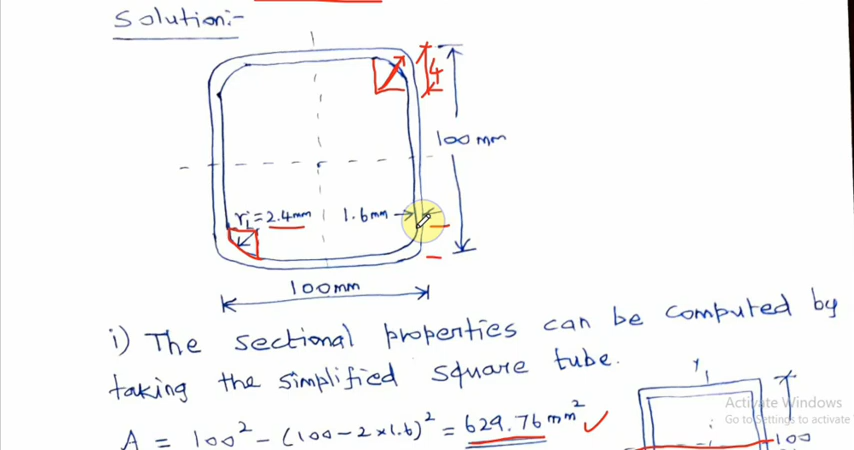 Solution:-
4
100 mm
ri = 2.4mm
1.6mm
100mm
i) The sectional properties can be computed by
taking the simplified square tube.
A = 100² - (100 - 2×1.6)² = 629.76 mm²
Y
100
Activate Windows
Go to Settings to activate